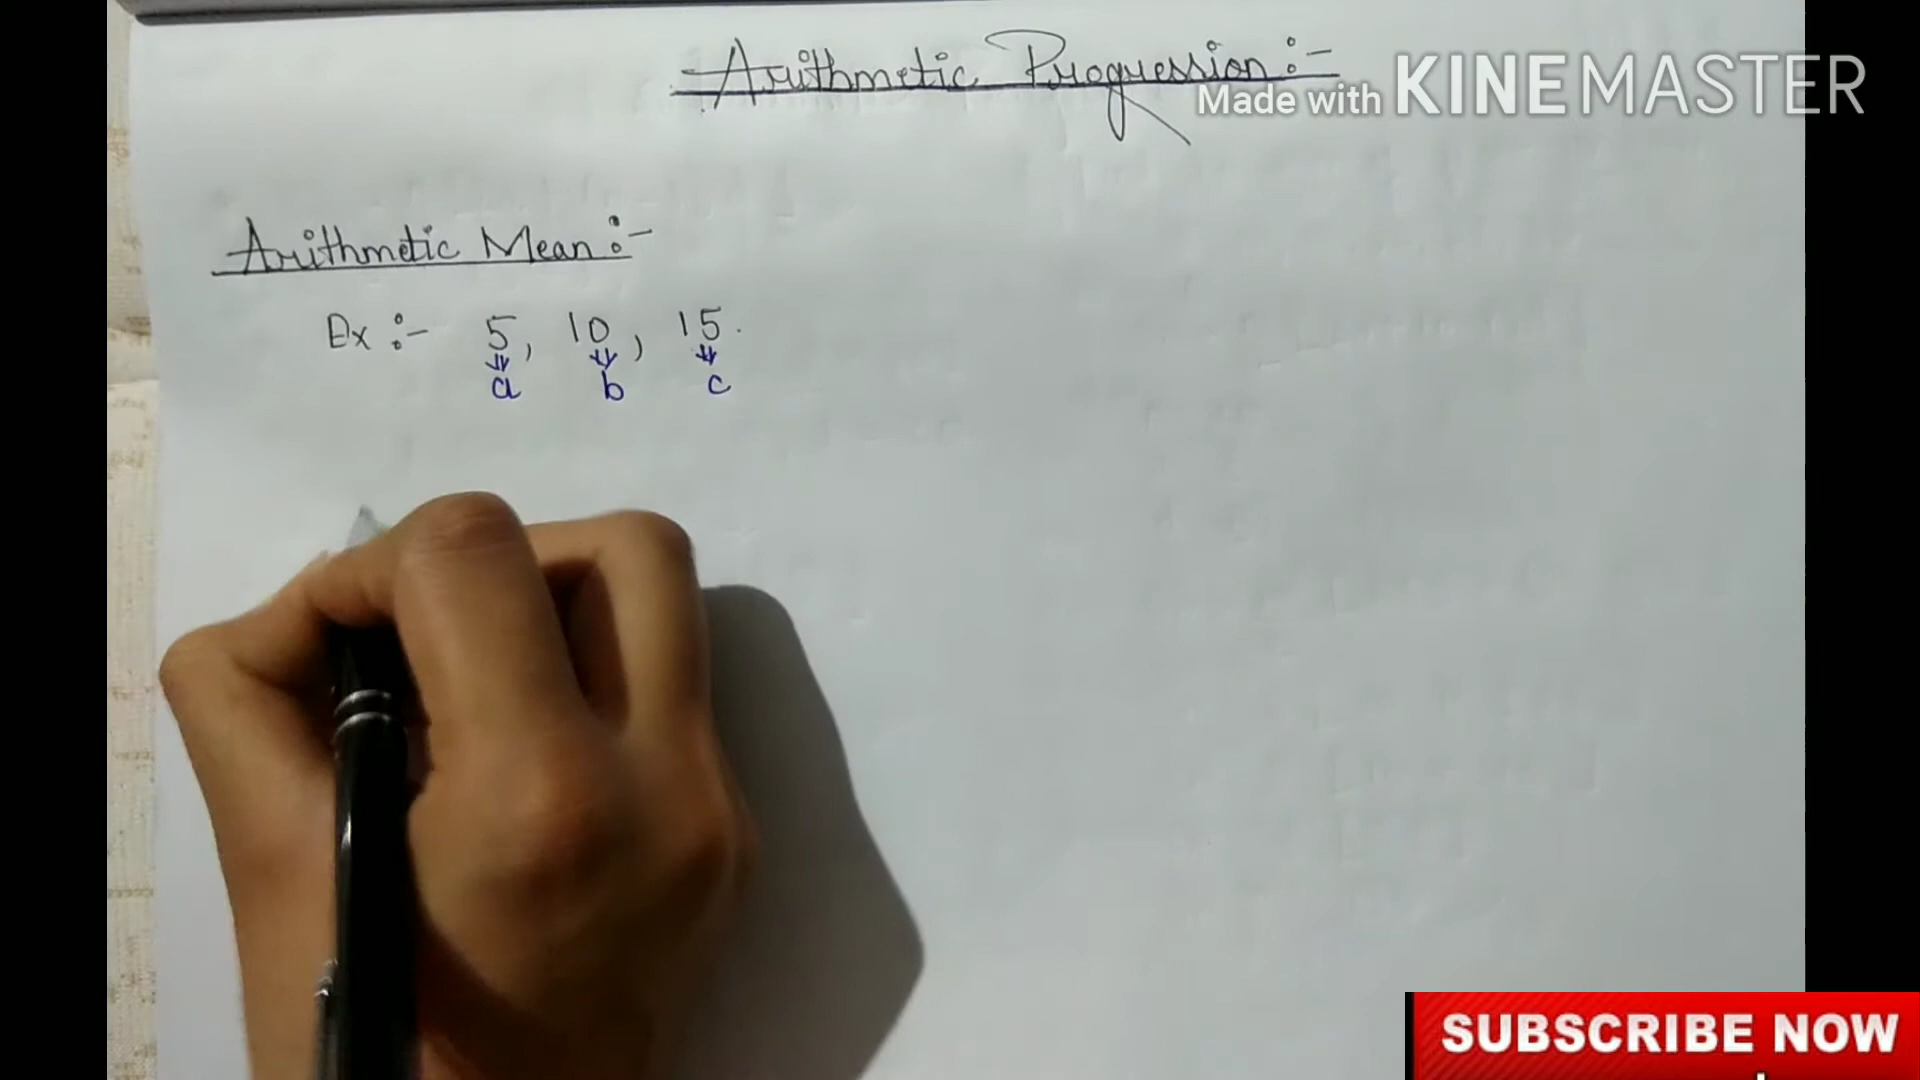 Arithmetic Progression :-
Made with KINEMASTER
Arithmetic Mean :-
Ex :- 5, 10, 15.
a b c
SUBSCRIBE NOW